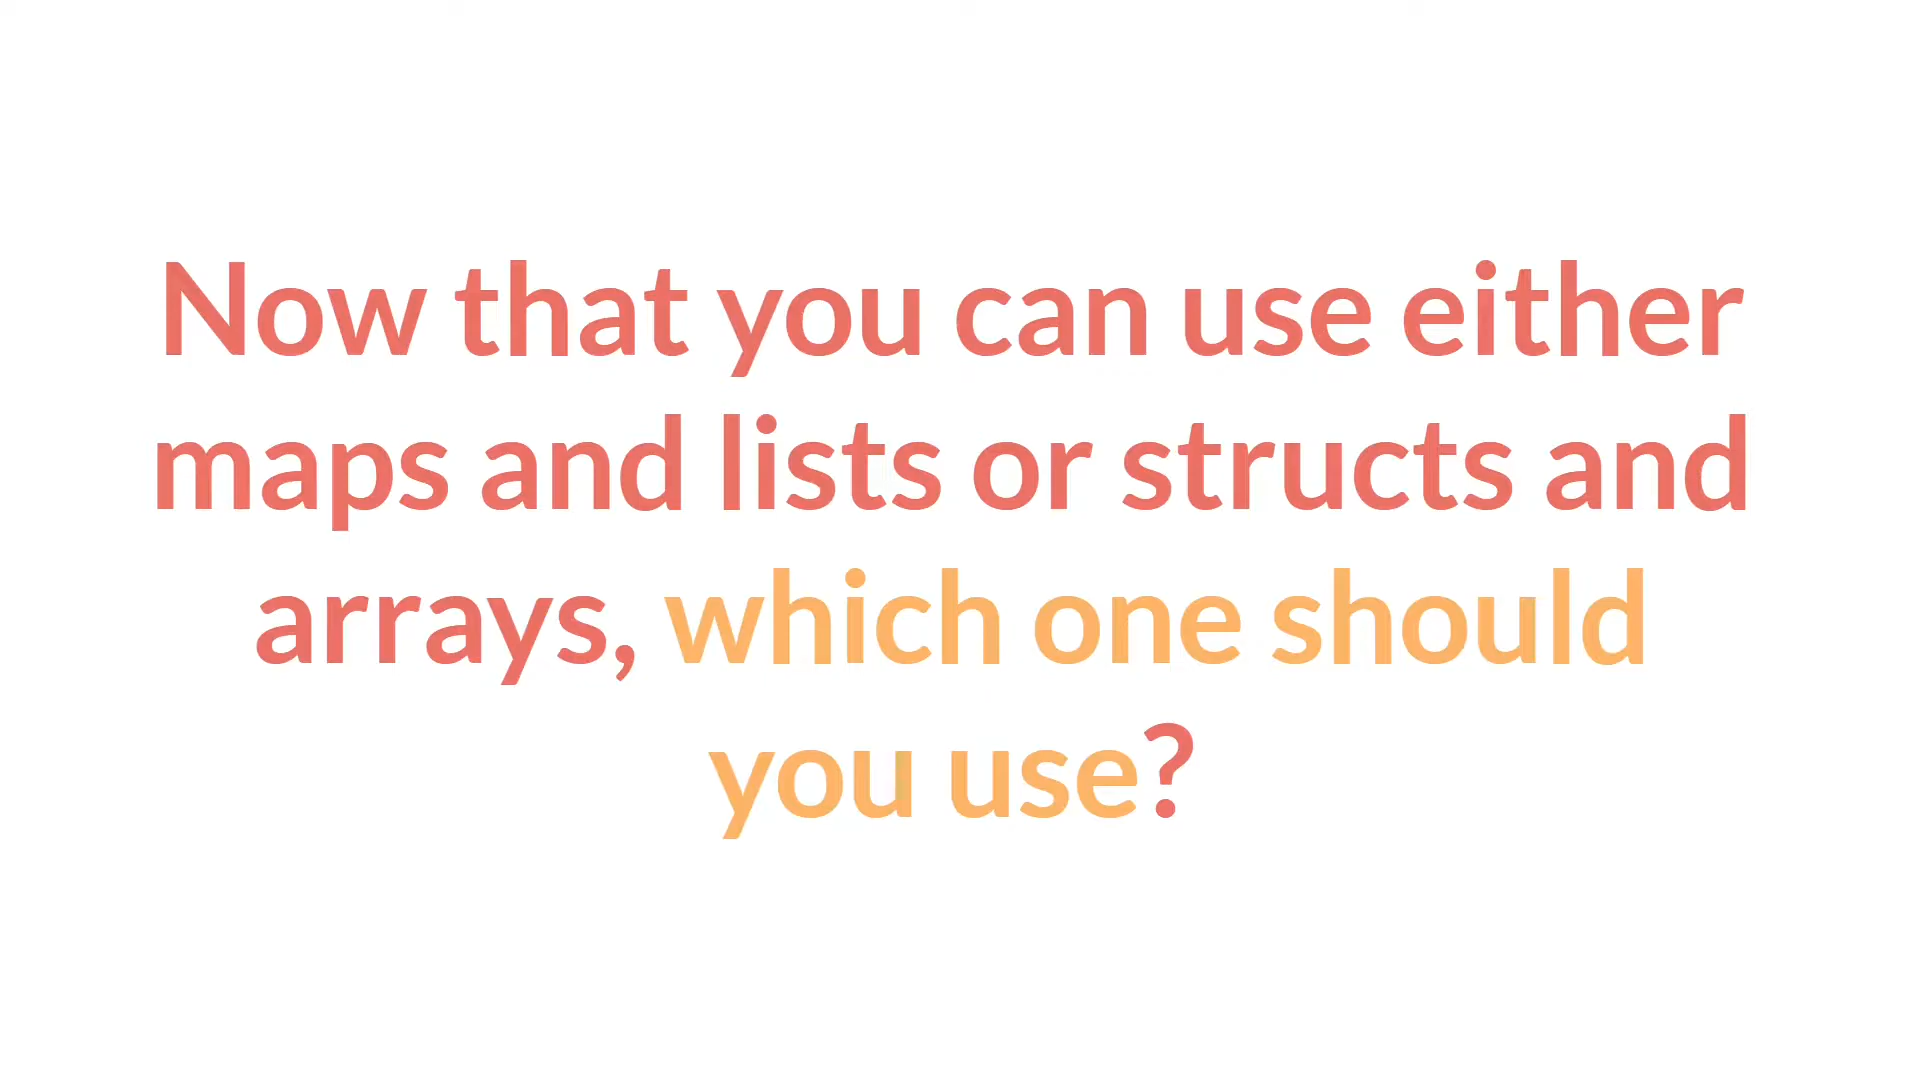 Now that you can use either
maps and lists or structs and
arrays, which one should
you use?